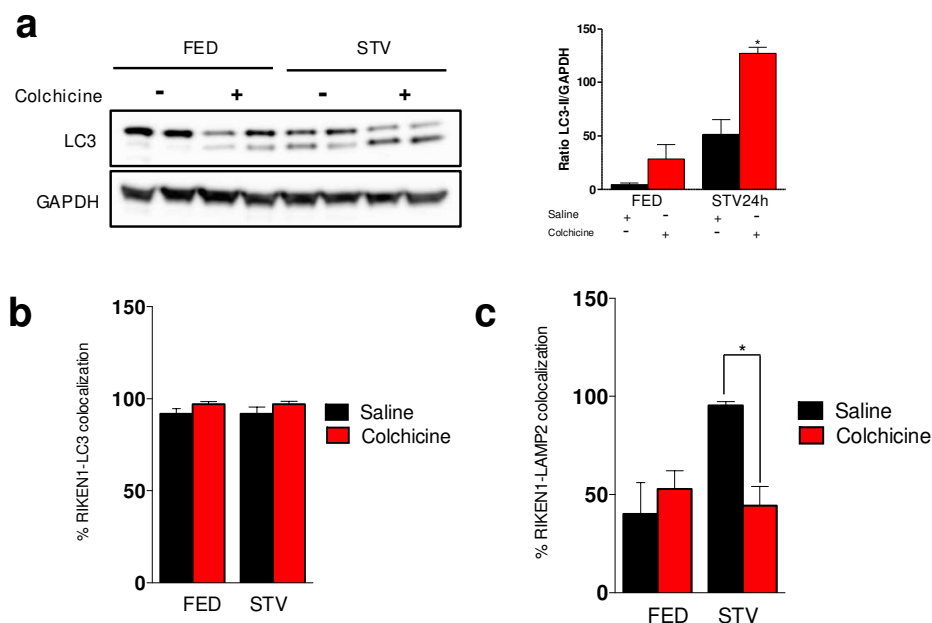 a
FED STV
Colchicine - + - +
LC3
GAPDH
Ratio LC3-II/GAPDH
150
100
50
0
*
FED STV24h
Saline + - + -
Colchicine - + - +
b
% RIKEN1-LC3 colocalization
150
100
50
0
FED STV
Saline
Colchicine
c
% RIKEN1-LAMP2 colocalization
150
100
50
0
*
FED STV
Saline
Colchicine